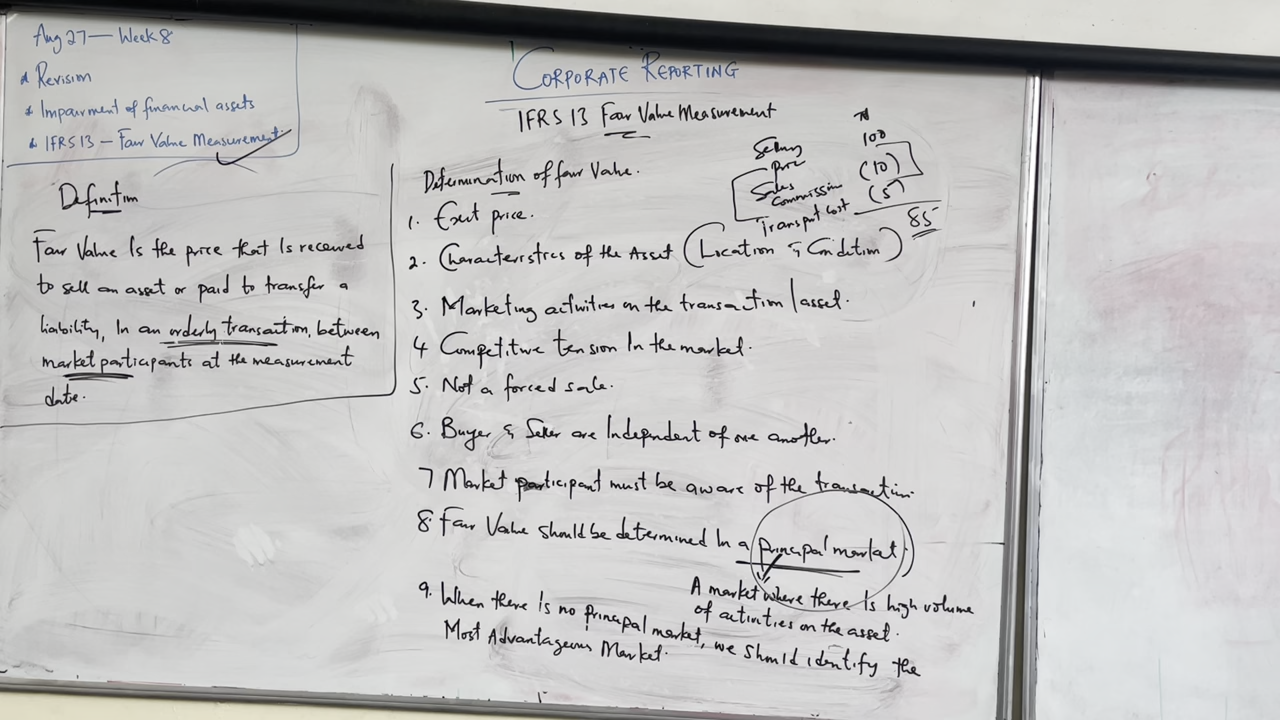 Aug 27 — Week 8
* Revision
* Impairment of financial assets
* IFRS 13 — Fair Value Measurement
Definition
Fair Value Is the price that Is received
to sell an asset or paid to transfer a
liability, In an orderly transaction, between
market participants at the measurement
date.
CORPORATE REPORTING
IFRS 13 Fair Value Measurement
Determination of fair Value.
Selling
Price
Sales
Commission
Transport cost
100
(10)
(5)
85
1. Exit price.
2. Characteristics of the Asset (Location & Condition)
3. Marketing activities on the transaction / asset.
4 Competitive tension In the market.
5. Not a forced sale.
6. Buyer & Seller are Independent of one another.
7 Market participant must be aware of the transaction.
8. Fair Value should be determined In a principal market.
A market where there Is high volume
of activities on the asset.
9. When there Is no principal market, we should identify the
Most Advantageous Market.